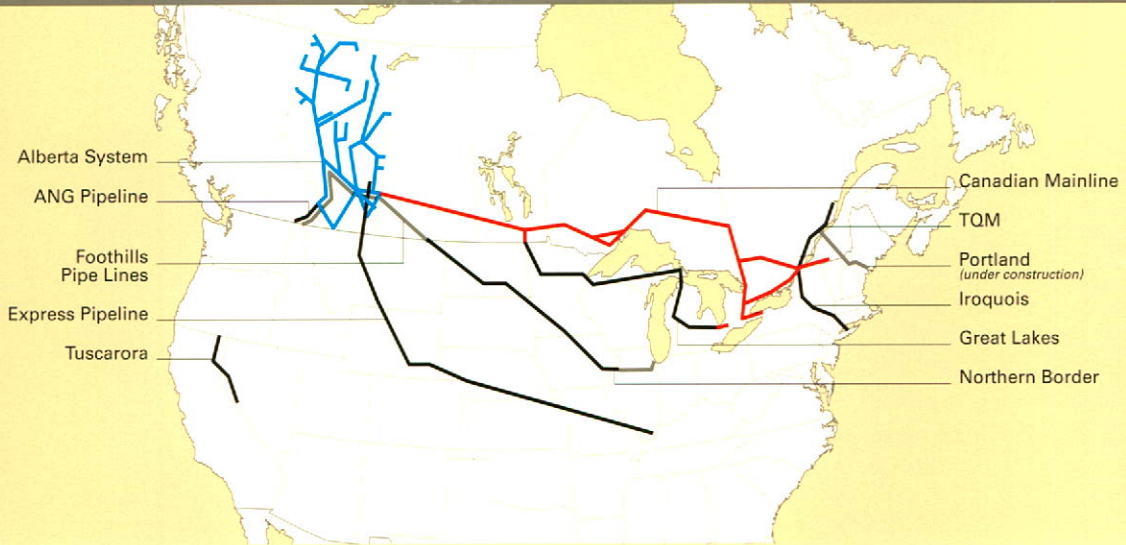 Alberta System
ANG Pipeline
Foothills
Pipe Lines
Express Pipeline
Tuscarora
Canadian Mainline
TQM
Portland
(under construction)
Iroquois
Great Lakes
Northern Border